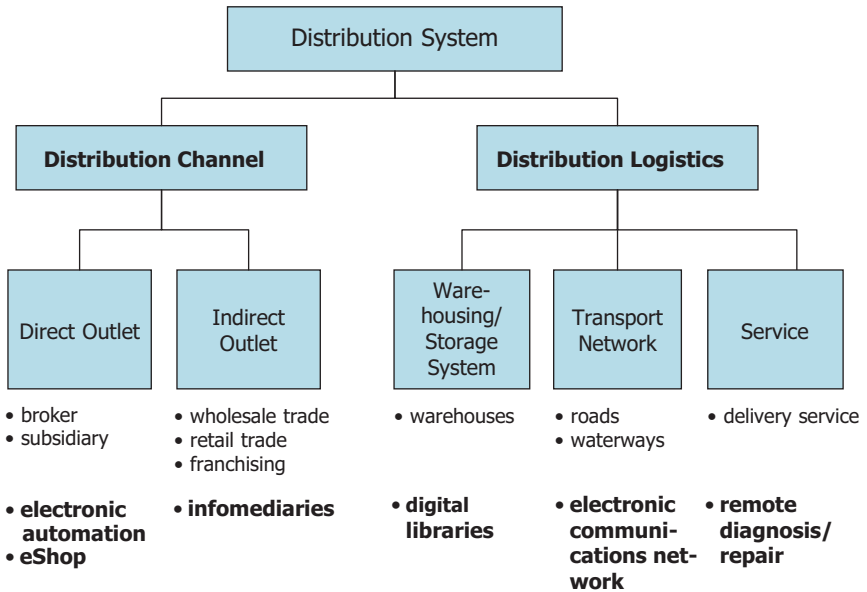 Distribution System
Distribution Channel
Distribution Logistics
Direct Outlet
Indirect
Outlet
Ware-
housing/
Storage
System
Transport
Network
Service
• broker
• subsidiary
• electronic
automation
• eShop
• wholesale trade
• retail trade
• franchising
• infomediaries
• warehouses
• digital
libraries
• roads
• waterways
• electronic
communi-
cations net-
work
• delivery service
• remote
diagnosis/
repair